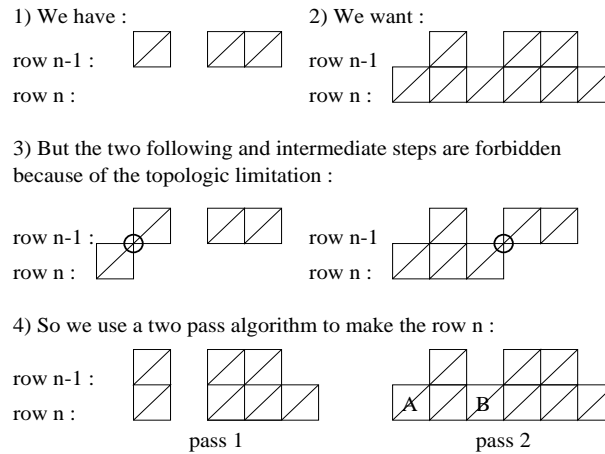 1) We have :
2) We want :
row n-1 :
row n-1
row n :
row n :
3) But the two following and intermediate steps are forbidden
because of the topologic limitation :
row n-1 :
row n-1
row n :
row n :
4) So we use a two pass algorithm to make the row n :
row n-1 :
row n :
A
B
pass 1
pass 2